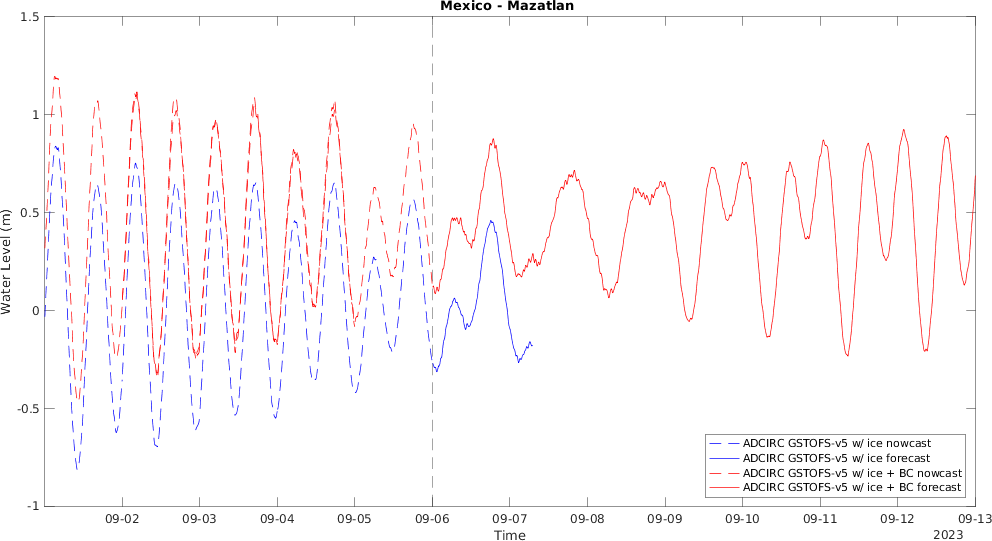 Mexico - Mazatlan
1.5
1
0.5
0
-0.5
-1
Water Level (m)
09-02
09-03
09-04
09-05
09-06
09-07
09-08
09-09
09-10
09-11
09-12
09-13
Time
2023
ADCIRC GSTOFS-v5 w/ ice nowcast
ADCIRC GSTOFS-v5 w/ ice forecast
ADCIRC GSTOFS-v5 w/ ice + BC nowcast
ADCIRC GSTOFS-v5 w/ ice + BC forecast